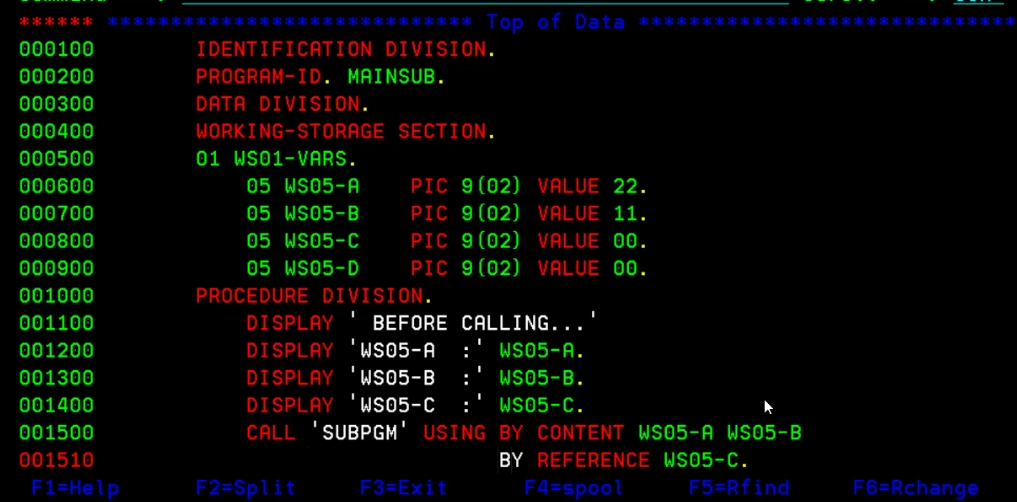 ****** **************************** Top of Data ******************************
000100 IDENTIFICATION DIVISION.
000200 PROGRAM-ID. MAINSUB.
000300 DATA DIVISION.
000400 WORKING-STORAGE SECTION.
000500 01 WS01-VARS.
000600 05 WS05-A PIC 9(02) VALUE 22.
000700 05 WS05-B PIC 9(02) VALUE 11.
000800 05 WS05-C PIC 9(02) VALUE 00.
000900 05 WS05-D PIC 9(02) VALUE 00.
001000 PROCEDURE DIVISION.
001100 DISPLAY ' BEFORE CALLING...'
001200 DISPLAY 'WS05-A :' WS05-A.
001300 DISPLAY 'WS05-B :' WS05-B.
001400 DISPLAY 'WS05-C :' WS05-C.
001500 CALL 'SUBPGM' USING BY CONTENT WS05-A WS05-B
001510 BY REFERENCE WS05-C.
F1=Help F2=Split F3=Exit F4=spool F5=Rfind F6=Rchange